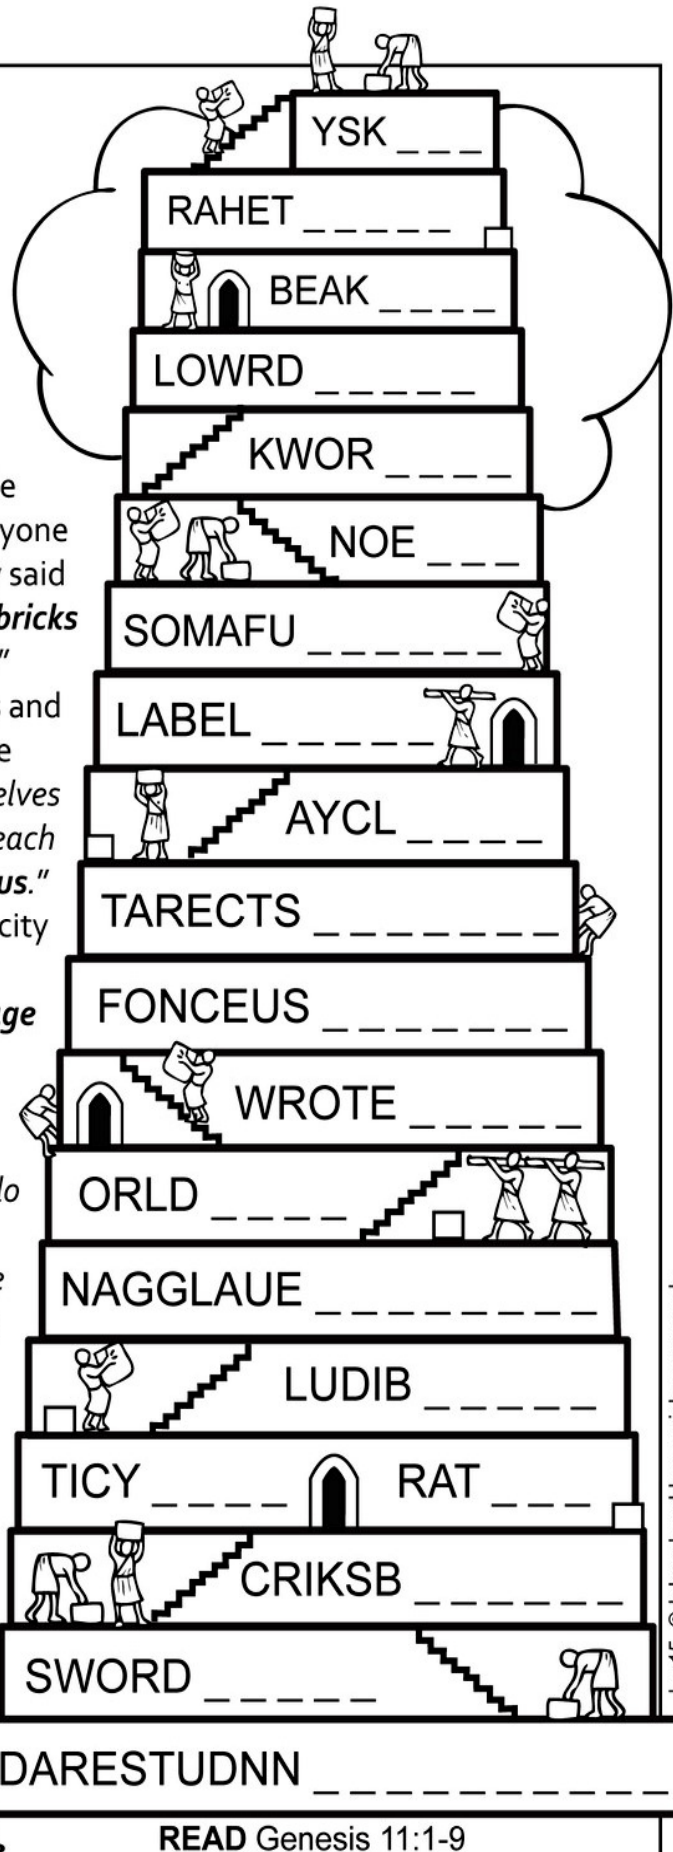 YSK _ _ _
RAHET _ _ _ _ _
BEAK _ _ _ _
LOWRD _ _ _ _ _
KWOR _ _ _ _
e
yone
NOE _ _ _
said
bricks
SOMAFU _ _ _ _ _ _
”
and
LABEL _ _ _ _ _
e
elves
AYCL _ _ _ _
each
us.”
TARECTS _ _ _ _ _ _ _
city
FONCEUS _ _ _ _ _ _ _
ge
WROTE _ _ _ _ _
lo
ORLD _ _ _ _
e
NAGGLAUE _ _ _ _ _ _ _ _
LUDIB _ _ _ _ _
TICY _ _ _ _ RAT _ _ _
CRIKSB _ _ _ _ _ _
SWORD _ _ _ _ _
DARESTUDNN _ _ _ _ _ _ _ _ _ _
READ Genesis 11:1-9